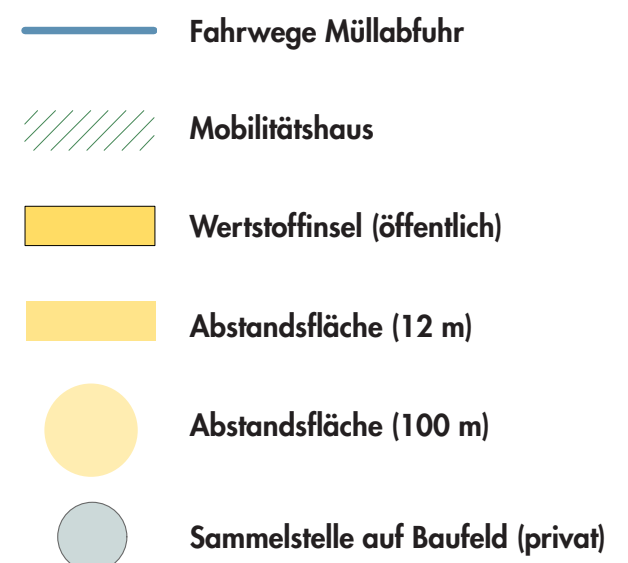 Fahrwege Müllabfuhr
Mobilitätshaus
Wertstoffinsel (öffentlich)
Abstandsfläche (12 m)
Abstandsfläche (100 m)
Sammelstelle auf Baufeld (privat)